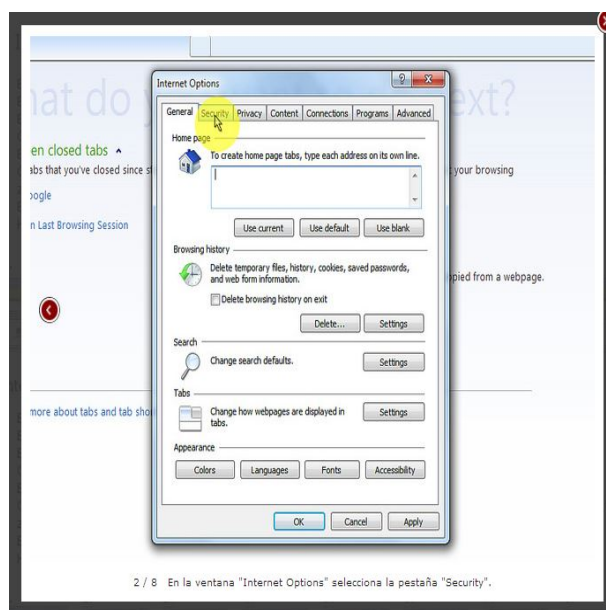 hat do
ext?
Internet Options
General Security Privacy Content Connections Programs Advanced
Home page
To create home page tabs, type each address on its own line.
Use current Use default Use blank
Browsing history
Delete temporary files, history, cookies, saved passwords,
and web form information.
Delete browsing history on exit
Delete... Settings
Search
Change search defaults.
Settings
Tabs
Change how webpages are displayed in
tabs.
Settings
Appearance
Colors Languages Fonts Accessibility
OK Cancel Apply
en closed tabs
abs that you've closed since s
your browsing
oogle
n Last Browsing Session
opied from a webpage.
more about tabs and tab sho
2 / 8 En la ventana "Internet Options" selecciona la pestaña "Security".